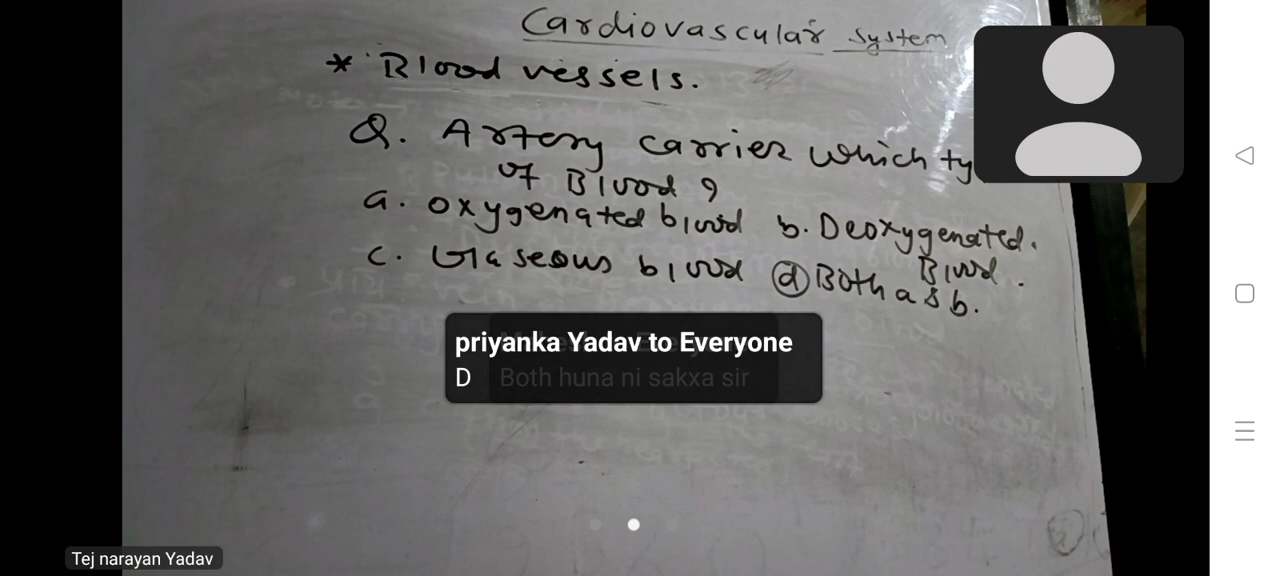 Cardiovascular System
* Blood vessels.
Q. Artery carries which ty
of Blood ?
a. oxygenated blood b. Deoxygenated.
Blood.
c. Gaseous blood d Both a & b.
priyanka Yadav to Everyone
D Both huna ni sakxa sir
Tej narayan Yadav